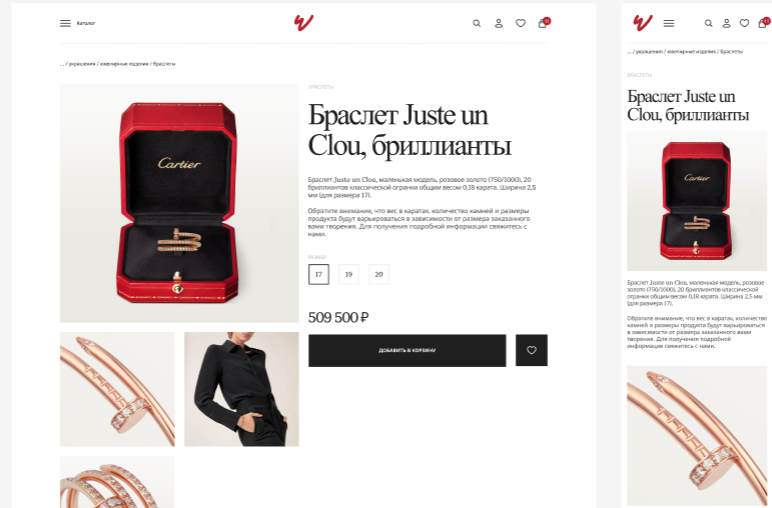 Каталог
... / украшения / ювелирные изделия / браслеты
БРАСЛЕТЫ
Браслет Juste un
Clou, бриллианты
Cartier
Браслет Juste un Clou, маленькая модель, розовое золото (750/1000), 20
бриллиантов классической огранки общим весом 0,18 карата. Ширина 2,5
мм (для размера 17).
Обратите внимание, что вес в каратах, количество камней и размеры
продукта будут варьироваться в зависимости от размера заказанного
вами творения. Для получения подробной информации свяжитесь с
нами.
РАЗМЕР
17 19 20
509 500 ₽
ДОБАВИТЬ В КОРЗИНУ
... / украшения / ювелирные изделия / браслеты
БРАСЛЕТЫ
Браслет Juste un
Clou, бриллианты
Cartier
Браслет Juste un Clou, маленькая модель, розовое
золото (750/1000), 20 бриллиантов классической
огранки общим весом 0,18 карата. Ширина 2,5 мм
(для размера 17).
Обратите внимание, что вес в каратах, количество
камней и размеры продукта будут варьироваться
в зависимости от размера заказанного вами
творения. Для получения подробной
информации свяжитесь с нами.